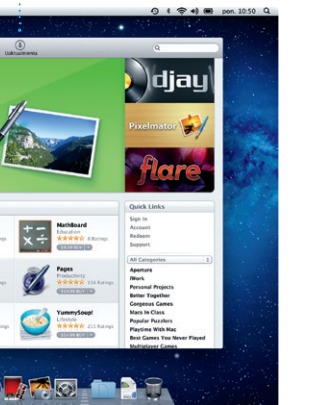 pon. 10:50
Uaktualnienia
djay
Pixelmator
flare
MathBoard
Education
6 Ratings
Pages
Productivity
YummySoup!
Lifestyle
Quick Links
Sign In
Account
Redeem
Support
All Categories
Aperture
iWork
Personal Projects
Better Together
Gorgeous Games
Macs In Class
Popular Puzzlers
Playtime With Mac
Best Games You Never Played
Multiplayer Games